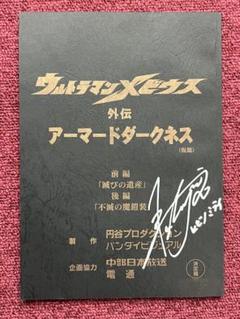 ウルトラマンメビウス
外伝
アーマードダークネス
(仮題)
前編
「滅びの遺産」
後編
「不滅の魔鎧装」
製作 円谷プロダクション
バンダイビジュアル
企画協力 中部日本放送
電通